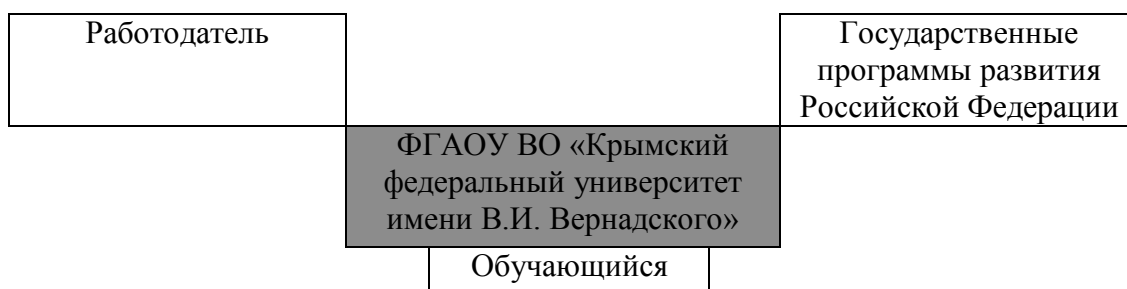 Работодатель
Государственные
программы развития
Российской Федерации
ФГАОУ ВО «Крымский
федеральный университет
имени В.И. Вернадского»
Обучающийся